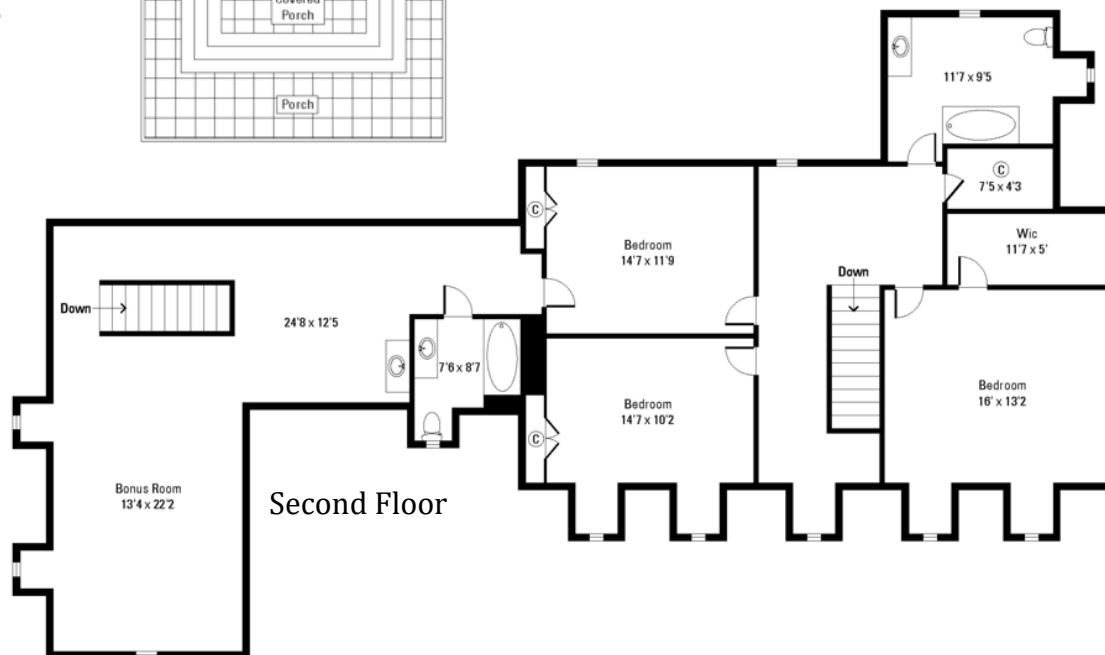 Covered
Porch
Porch
11'7 x 9'5
C
7'5 x 4'3
Wic
11'7 x 5'
C
Bedroom
14'7 x 11'9
Down
Down
24'8 x 12'5
7'6 x 8'7
Bedroom
14'7 x 10'2
C
Bedroom
16' x 13'2
Bonus Room
13'4 x 22'2
Second Floor